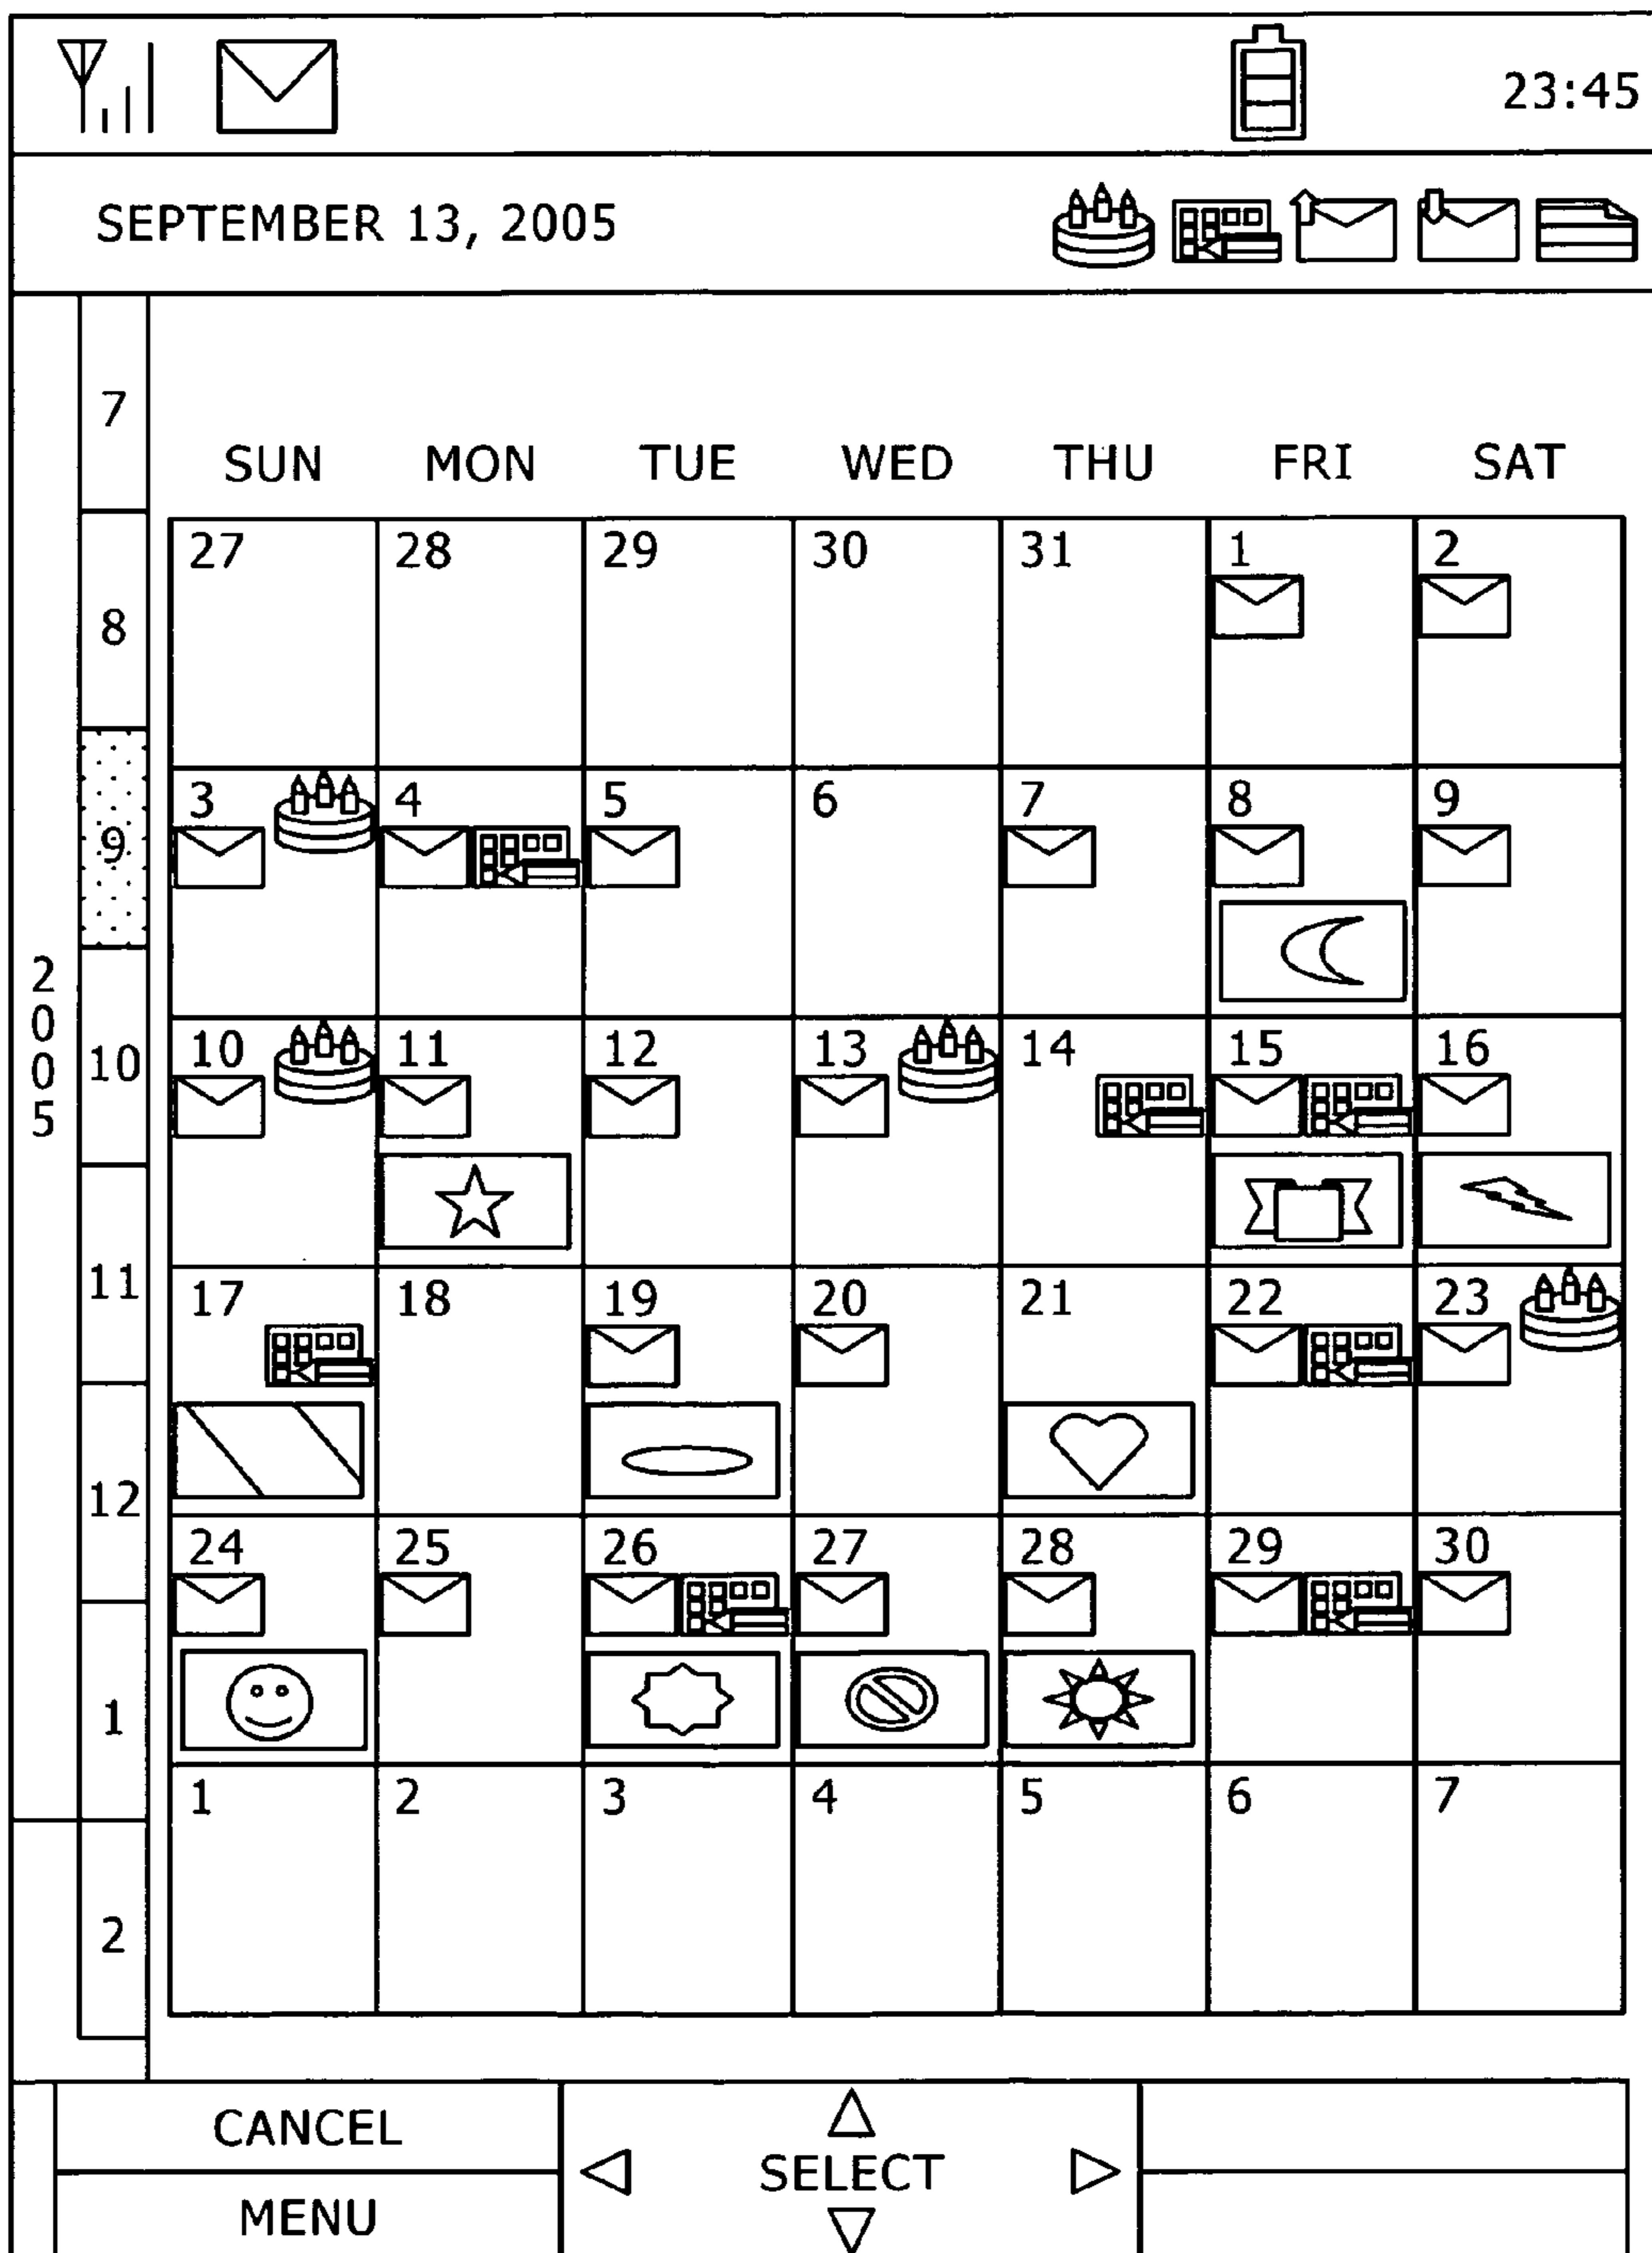 23:45
SEPTEMBER 13, 2005
7
8
9
10
11
12
1
2
2005
SUN MON TUE WED THU FRI SAT
27 28 29 30 31 1 2
3 4 5 6 7 8 9
10 11 12 13 14 15 16
17 18 19 20 21 22 23
24 25 26 27 28 29 30
1 2 3 4 5 6 7
CANCEL
SELECT
MENU